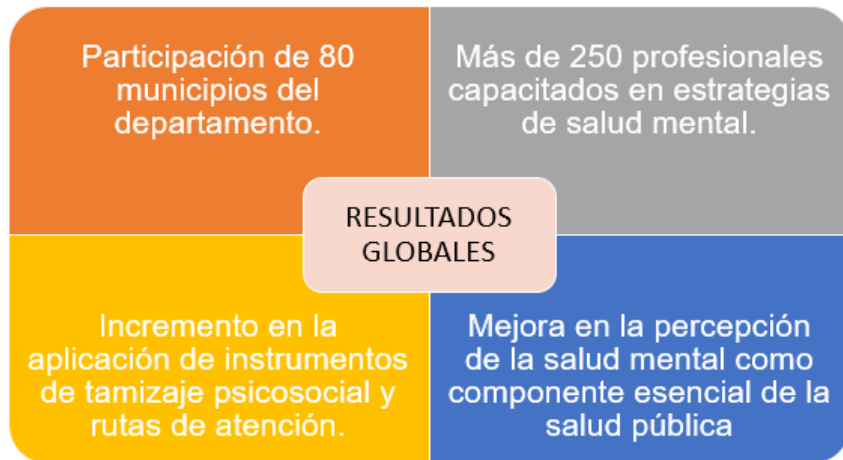 Participación de 80
municipios del
departamento.
Más de 250 profesionales
capacitados en estrategias
de salud mental.
RESULTADOS
GLOBALES
Incremento en la
aplicación de instrumentos
de tamizaje psicosocial y
rutas de atención.
Mejora en la percepción
de la salud mental como
componente esencial de la
salud pública